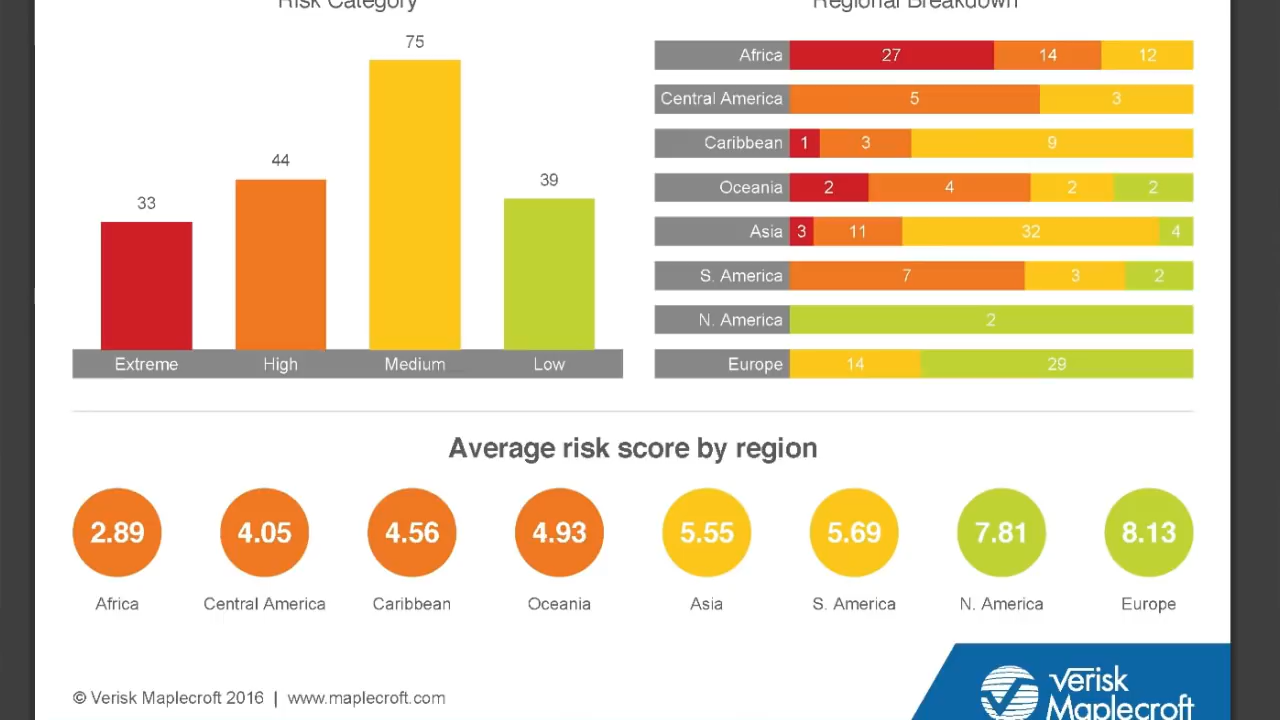 Risk Category
75
44
39
33
Extreme High Medium Low
Regional Breakdown
Africa 27 14 12
Central America 5 3
Caribbean 1 3 9
Oceania 2 4 2 2
Asia 3 11 32 4
S. America 7 3 2
N. America 2
Europe 14 29
Average risk score by region
2.89 4.05 4.56 4.93 5.55 5.69 7.81 8.13
Africa Central America Caribbean Oceania Asia S. America N. America Europe
© Verisk Maplecroft 2016 | www.maplecroft.com
Verisk
Maplecroft